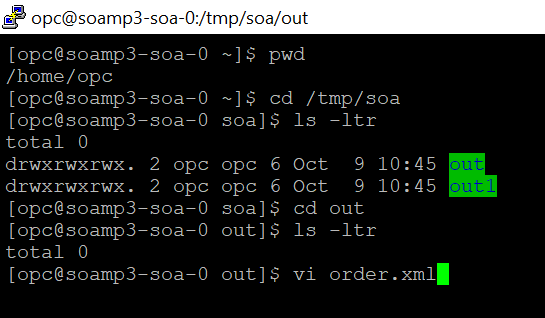 opc@soamp3-soa-0:/tmp/soa/out
[opc@soamp3-soa-0 ~]$ pwd
/home/opc
[opc@soamp3-soa-0 ~]$ cd /tmp/soa
[opc@soamp3-soa-0 soa]$ ls -ltr
total 0
drwxrwxrwx. 2 opc opc 6 Oct  9 10:45 out
drwxrwxrwx. 2 opc opc 6 Oct  9 10:45 out1
[opc@soamp3-soa-0 soa]$ cd out
[opc@soamp3-soa-0 out]$ ls -ltr
total 0
[opc@soamp3-soa-0 out]$ vi order.xml